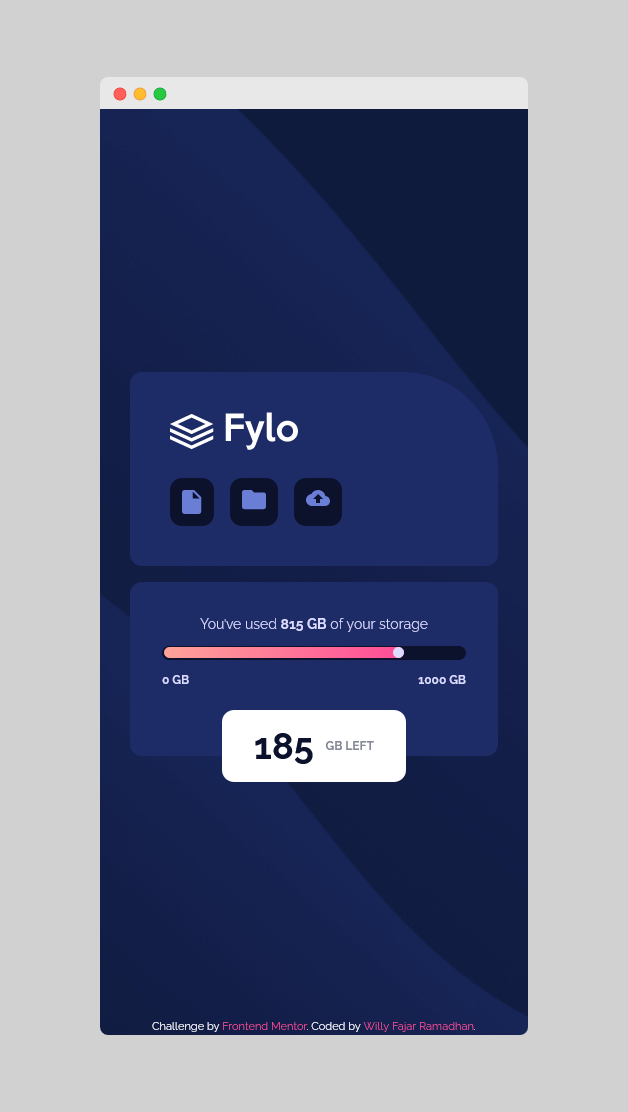 Fylo
You've used 815 GB of your storage
0 GB 1000 GB
185 GB LEFT
Challenge by Frontend Mentor. Coded by Willy Fajar Ramadhan.